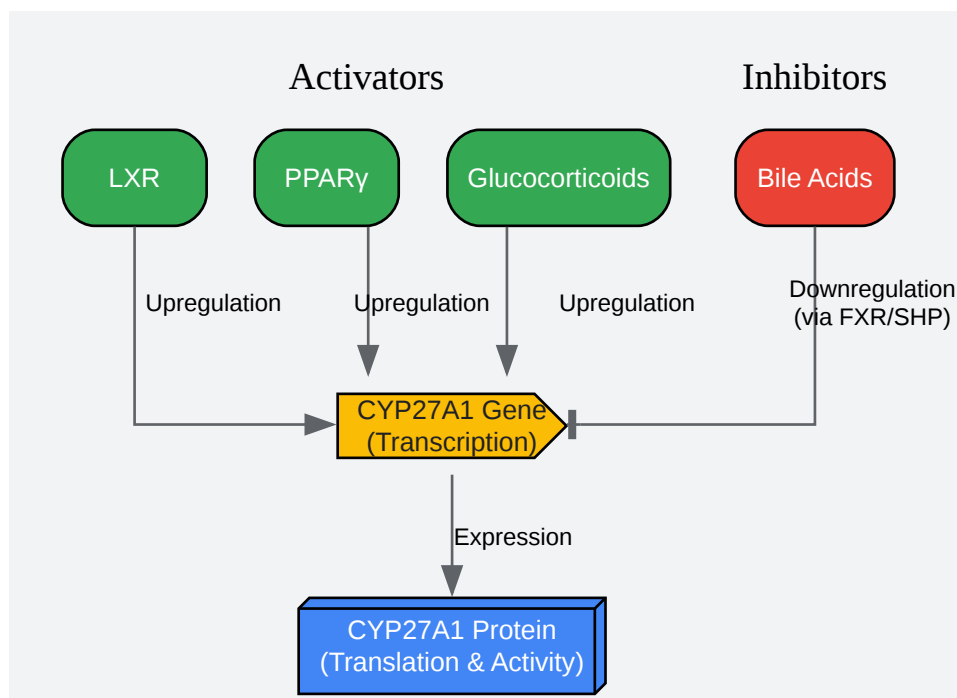 Activators
Inhibitors
LXR
PPARγ
Glucocorticoids
Bile Acids
Upregulation
Upregulation
Upregulation
Downregulation
(via FXR/SHP)
CYP27A1 Gene
(Transcription)
Expression
CYP27A1 Protein
(Translation & Activity)